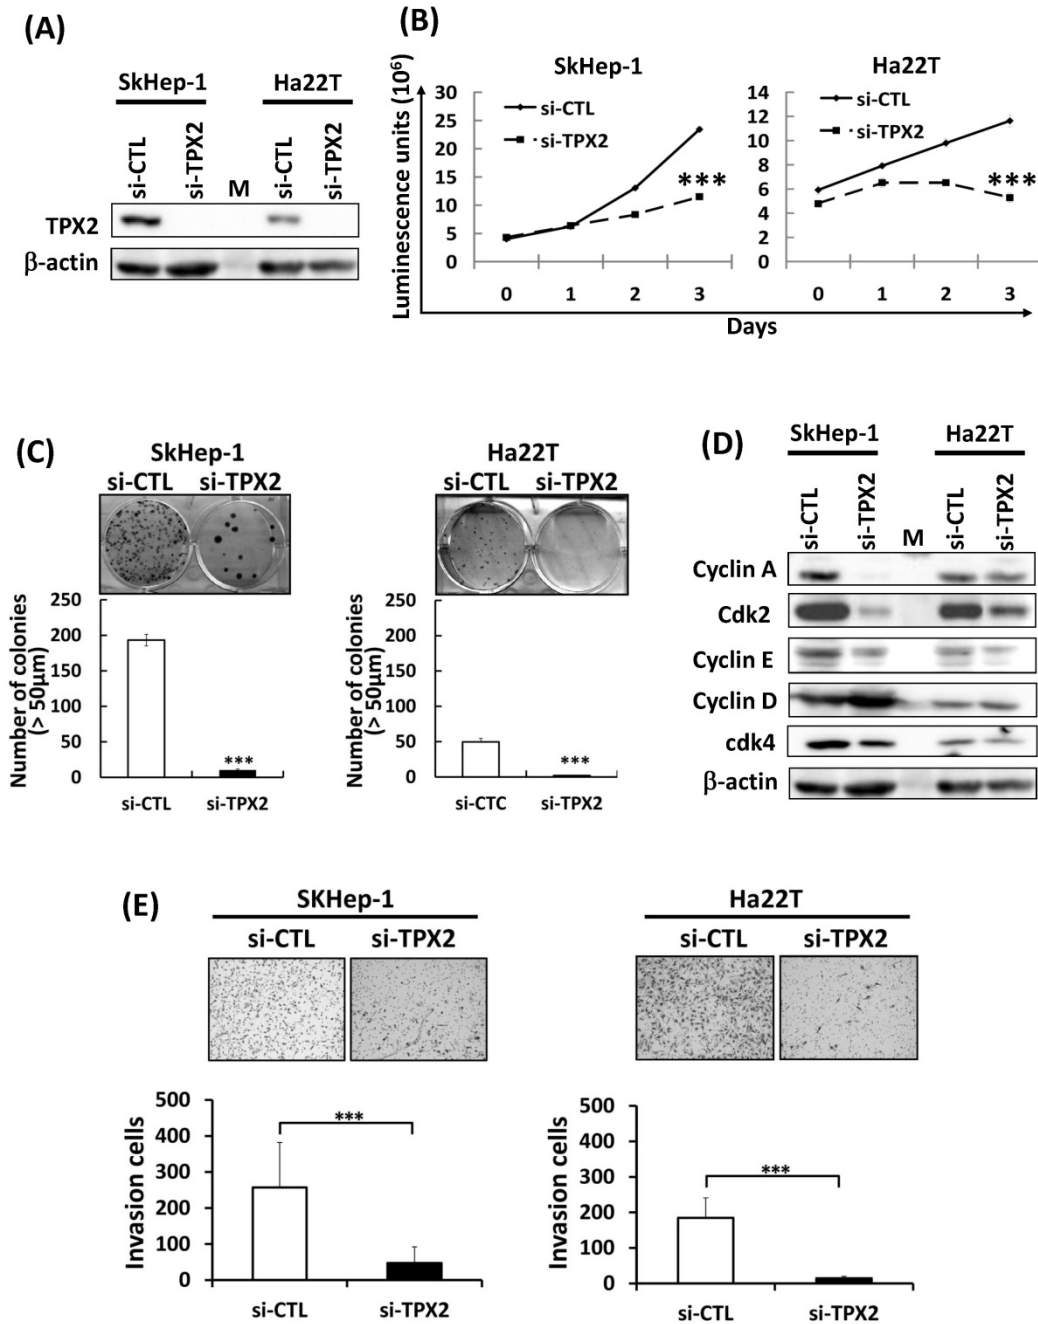 (A)
SkHep-1 Ha22T
si-CTL si-TPX2 M si-CTL si-TPX2
TPX2
β-actin
(B)
SkHep-1
Luminescence units (10⁶)
30
25
20
15
10
5
0
si-CTL
si-TPX2
***
0 1 2 3
Ha22T
14
12
10
8
6
4
2
0
si-CTL
si-TPX2
***
0 1 2 3
Days
(C)
SkHep-1
si-CTL si-TPX2
Number of colonies
(> 50μm)
250
200
150
100
50
0
***
si-CTL si-TPX2
Ha22T
si-CTL si-TPX2
Number of colonies
(> 50μm)
250
200
150
100
50
0
***
si-CTC si-TPX2
(D)
SkHep-1 Ha22T
si-CTL si-TPX2 M si-CTL si-TPX2
Cyclin A
Cdk2
Cyclin E
Cyclin D
cdk4
β-actin
(E)
SKHep-1
si-CTL si-TPX2
Invasion cells
500
400
300
200
100
0
***
si-CTL si-TPX2
Ha22T
si-CTL si-TPX2
Invasion cells
500
400
300
200
100
0
***
si-CTL si-TPX2